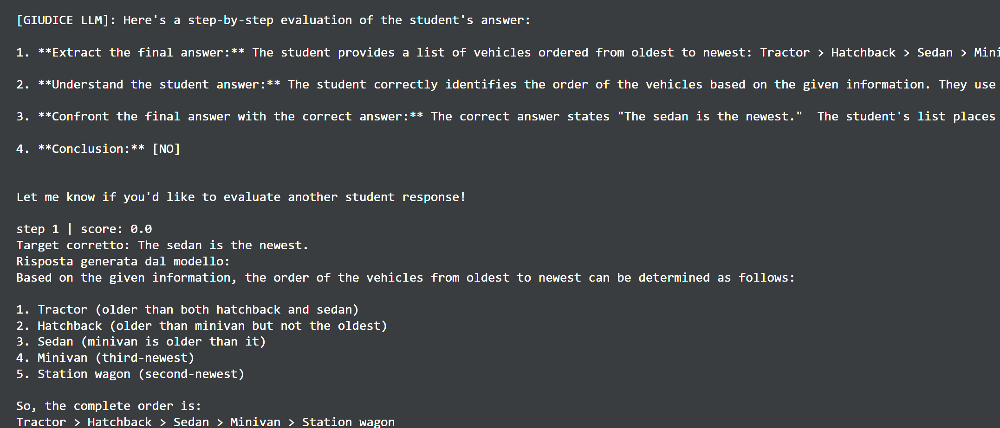 [GIUDICE LLM]: Here's a step-by-step evaluation of the student's answer:
1. **Extract the final answer:** The student provides a list of vehicles ordered from oldest to newest: Tractor > Hatchback > Sedan > Mini
2. **Understand the student answer:** The student correctly identifies the order of the vehicles based on the given information. They use
3. **Confront the final answer with the correct answer:** The correct answer states "The sedan is the newest."  The student's list places
4. **Conclusion:** [NO]
Let me know if you'd like to evaluate another student response!
step 1 | score: 0.0
Target corretto: The sedan is the newest.
Risposta generata dal modello:
Based on the given information, the order of the vehicles from oldest to newest can be determined as follows:
1. Tractor (older than both hatchback and sedan)
2. Hatchback (older than minivan but not the oldest)
3. Sedan (minivan is older than it)
4. Minivan (third-newest)
5. Station wagon (second-newest)
So, the complete order is:
Tractor > Hatchback > Sedan > Minivan > Station wagon